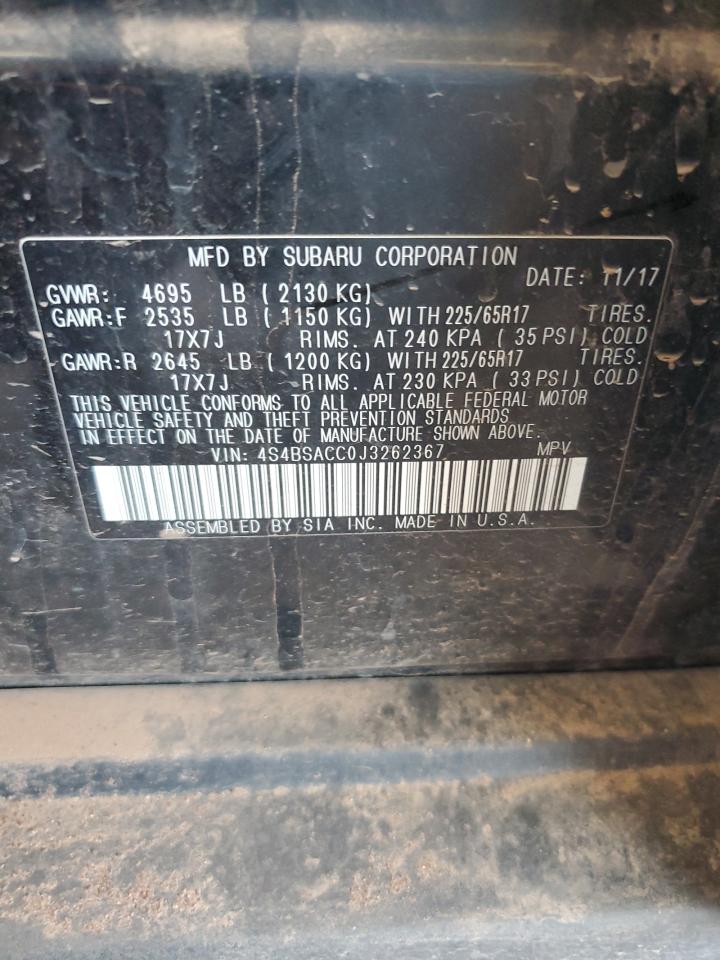 MFD BY SUBARU CORPORATION
DATE: 11/17
GVWR: 4695 LB ( 2130 KG)
GAWR:F 2535 LB ( 1150 KG) WITH 225/65R17 TIRES.
17X7J RIMS. AT 240 KPA ( 35 PSI) COLD
GAWR:R 2645 LB ( 1200 KG) WITH 225/65R17 TIRES.
17X7J RIMS. AT 230 KPA ( 33 PSI) COLD
THIS VEHICLE CONFORMS TO ALL APPLICABLE FEDERAL MOTOR
VEHICLE SAFETY AND THEFT PREVENTION STANDARDS
IN EFFECT ON THE DATE OF MANUFACTURE SHOWN ABOVE.
VIN: 4S4BSACC0J3262367 MPV
ASSEMBLED BY SIA INC. MADE IN U.S.A.